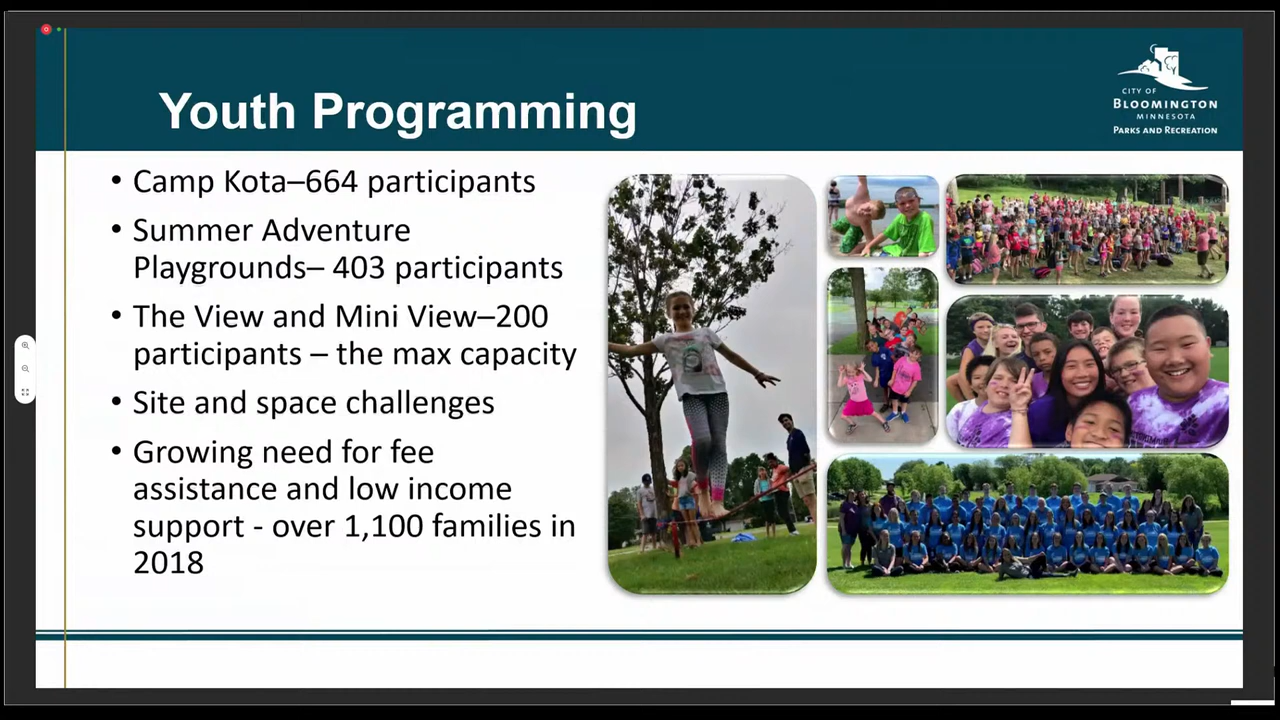 Youth Programming
CITY OF
BLOOMINGTON
MINNESOTA
PARKS AND RECREATION
• Camp Kota–664 participants
• Summer Adventure
Playgrounds– 403 participants
• The View and Mini View–200
participants – the max capacity
• Site and space challenges
• Growing need for fee
assistance and low income
support - over 1,100 families in
2018